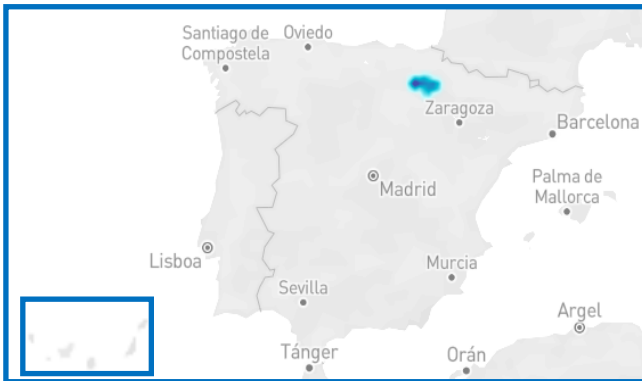 Santiago de
Compostela
Oviedo
Zaragoza
Barcelona
Madrid
Palma de
Mallorca
Lisboa
Murcia
Sevilla
Argel
Tánger
Orán